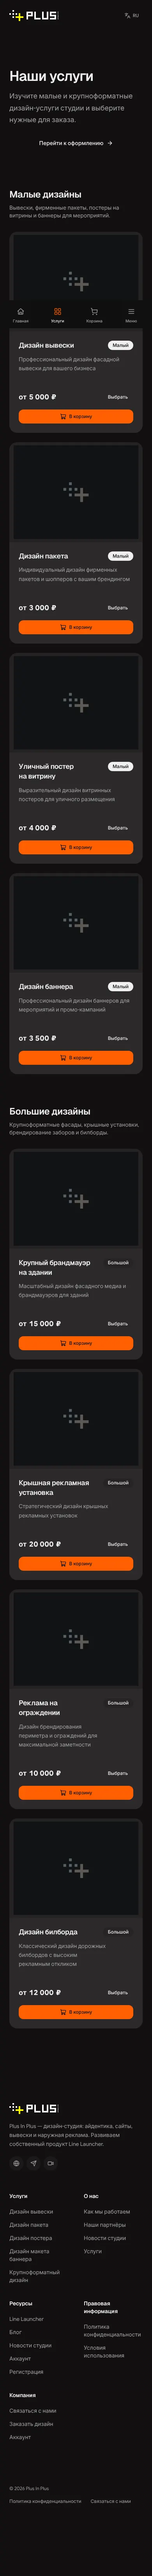 PLUS
RU
Наши услуги
Изучите малые и крупноформатные
дизайн-услуги студии и выберите
нужные для заказа.
Перейти к оформлению →
Малые дизайны
Вывески, фирменные пакеты, постеры на
витрины и баннеры для мероприятий.
Главная Услуги Корзина Меню
Дизайн вывески Малый
Профессиональный дизайн фасадной
вывески для вашего бизнеса
от 5 000 ₽ Выбрать
В корзину
Дизайн пакета Малый
Индивидуальный дизайн фирменных
пакетов и шопперов с вашим брендингом
от 3 000 ₽ Выбрать
В корзину
Уличный постер Малый
на витрину
Выразительный дизайн витринных
постеров для уличного размещения
от 4 000 ₽ Выбрать
В корзину
Дизайн баннера Малый
Профессиональный дизайн баннеров для
мероприятий и промо-кампаний
от 3 500 ₽ Выбрать
В корзину
Большие дизайны
Крупноформатные фасады, крышные установки,
брендирование заборов и билборды.
Крупный брандмауэр Большой
на здании
Масштабный дизайн фасадного медиа и
брандмауэров для зданий
от 15 000 ₽ Выбрать
В корзину
Крышная рекламная Большой
установка
Стратегический дизайн крышных
рекламных установок
от 20 000 ₽ Выбрать
В корзину
Реклама на Большой
ограждении
Дизайн брендирования
периметра и ограждений для
максимальной заметности
от 10 000 ₽ Выбрать
В корзину
Дизайн билборда Большой
Классический дизайн дорожных
билбордов с высоким
рекламным откликом
от 12 000 ₽ Выбрать
В корзину
PLUS
Plus In Plus — дизайн-студия: айдентика, сайты,
вывески и наружная реклама. Развиваем
собственный продукт Line Launcher.
Услуги
Дизайн вывески
Дизайн пакета
Дизайн постера
Дизайн макета
баннера
Крупноформатный
дизайн
О нас
Как мы работаем
Наши партнёры
Новости студии
Услуги
Ресурсы
Line Launcher
Блог
Новости студии
Аккаунт
Регистрация
Правовая
информация
Политика
конфиденциальности
Условия
использования
Компания
Связаться с нами
Заказать дизайн
Аккаунт
© 2026 Plus In Plus
Политика конфиденциальности Связаться с нами